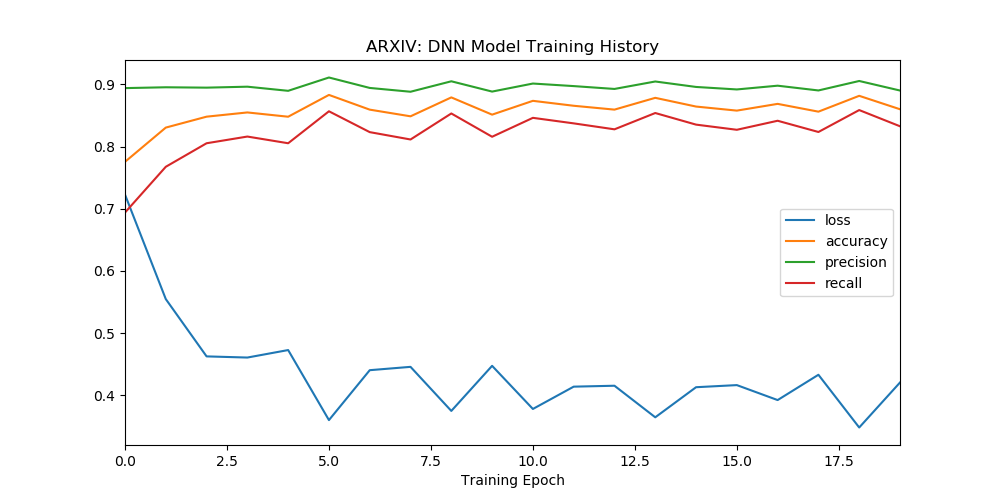 ARXIV: DNN Model Training History
0.9
0.8
0.7
0.6
0.5
0.4
loss
accuracy
precision
recall
0.0 2.5 5.0 7.5 10.0 12.5 15.0 17.5
Training Epoch